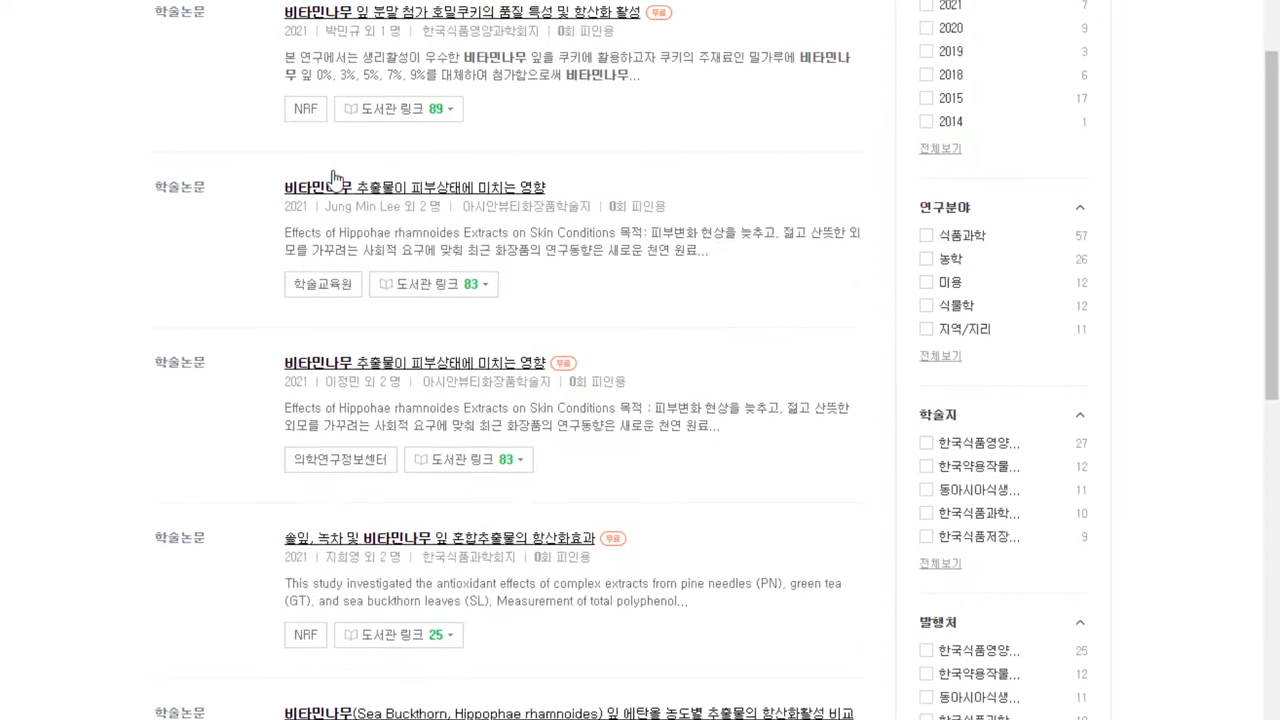 학술논문
비타민나무 잎 분말 첨가 호밀쿠키의 품질 특성 및 항산화 활성 무료
2021 | 박민규 외 1 명 | 한국식품영양과학회지 | 0회 피인용
본 연구에서는 생리활성이 우수한 비타민나무 잎을 쿠키에 활용하고자 쿠키의 주재료인 밀가루에 비타민나
무 잎 0%, 3%, 5%, 7%, 9%를 대체하여 첨가함으로써 비타민나무...
NRF 도서관 링크 89
학술논문
비타민나무 추출물이 피부상태에 미치는 영향
2021 | Jung Min Lee 외 2 명 | 아시안뷰티화장품학술지 | 0회 피인용
Effects of Hippohae rhamnoides Extracts on Skin Conditions 목적: 피부변화 현상을 늦추고, 젊고 산뜻한 외
모를 가꾸려는 사회적 요구에 맞춰 최근 화장품의 연구동향은 새로운 천연 원료...
학술교육원 도서관 링크 83
학술논문
비타민나무 추출물이 피부상태에 미치는 영향 무료
2021 | 이정민 외 2 명 | 아시안뷰티화장품학술지 | 0회 피인용
Effects of Hippohae rhamnoides Extracts on Skin Conditions 목적 : 피부변화 현상을 늦추고, 젊고 산뜻한
외모를 가꾸려는 사회적 요구에 맞춰 최근 화장품의 연구동향은 새로운 천연 원료...
의학연구정보센터 도서관 링크 83
학술논문
솔잎, 녹차 및 비타민나무 잎 혼합추출물의 항산화효과 무료
2021 | 지희영 외 2 명 | 한국식품과학회지 | 0회 피인용
This study investigated the antioxidant effects of complex extracts from pine needles (PN), green tea
(GT), and sea buckthorn leaves (SL). Measurement of total polyphenol...
NRF 도서관 링크 25
학술논문
비타민나무(Sea Buckthorn, Hippophae rhamnoides) 잎 에탄올 농도별 추출물의 항산화활성 비교
2021 7
2020 9
2019 3
2018 6
2015 17
2014 1
전체보기
연구분야
식품과학 57
농학 26
미용 12
식물학 12
지역/지리 11
전체보기
학술지
한국식품영양... 27
한국약용작물... 12
동아시아식생... 11
한국식품과학... 10
한국식품저장... 9
전체보기
발행처
한국식품영양... 25
한국약용작물... 12
동아시아식생... 11